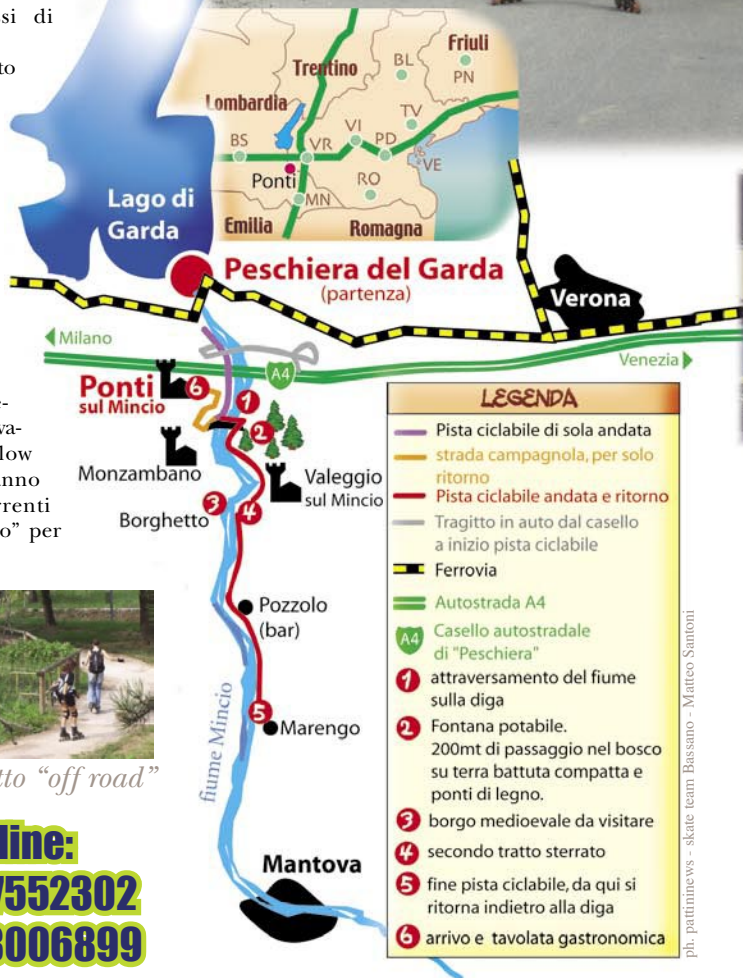 si di
to
Friuli
BL
PN
Trentino
Lombardia
TV
VI
PD
BS
VR
VE
Ponti
RO
MN
Emilia
Romagna
Lago di
Garda
Peschiera del Garda
(partenza)
Verona
Milano
Venezia
A4
Ponti
sul Mincio
6
1
2
Monzambano
Valeggio
sul Mincio
3
4
Borghetto
Pozzolo
(bar)
fiume Mincio
5
Marengo
Mantova
e-
va-
low
anno
rrenti
o” per
tto “off road”
line:
7552302
3006899
LEGENDA
Pista ciclabile di sola andata
strada campagnola, per solo
ritorno
Pista ciclabile andata e ritorno
Tragitto in auto dal casello
a inizio pista ciclabile
Ferrovia
Autostrada A4
A4 Casello autostradale
di "Peschiera"
1 attraversamento del fiume
sulla diga
2 Fontana potabile.
200mt di passaggio nel bosco
su terra battuta compatta e
ponti di legno.
3 borgo medioevale da visitare
4 secondo tratto sterrato
5 fine pista ciclabile, da qui si
ritorna indietro alla diga
6 arrivo e tavolata gastronomica
ph. pattininews - skate team Bassano - Matteo Santoni